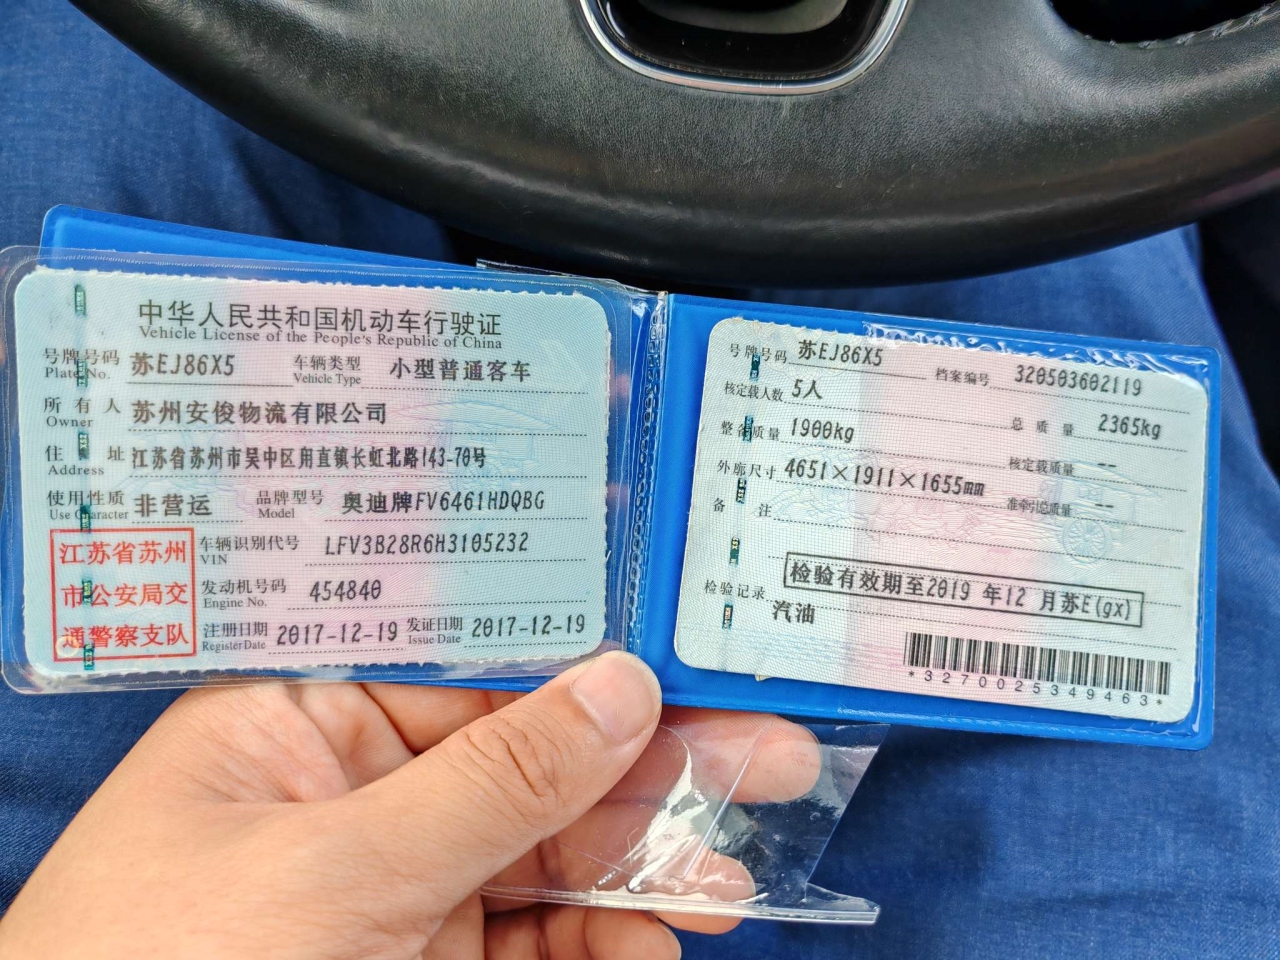 中华人民共和国机动车行驶证
Vehicle License of the People's Republic of China
号牌号码 苏EJ86X5 车辆类型 小型普通客车
Plate No. Vehicle Type
所有人 苏州安俊物流有限公司
Owner
住址 江苏省苏州市吴中区甪直镇长虹北路143-70号
Address
使用性质 非营运 品牌型号 奥迪牌FV6461HDQBG
Use Character Model
江苏省苏州
市公安局交
通警察支队
车辆识别代号 LFV3B28R6H3105232
VIN
发动机号码 454840
Engine No.
注册日期 2017-12-19 发证日期 2017-12-19
Register Date Issue Date
号牌号码 苏EJ86X5 档案编号 320503602119
核定载人数 5人 总质量 2365kg
整备质量 1900kg 核定载质量 --
外廓尺寸 4651×1911×1655mm 准牵引总质量 --
备注
检验有效期至2019年12月苏E(gx)
检验记录
汽油
*3270025349463*